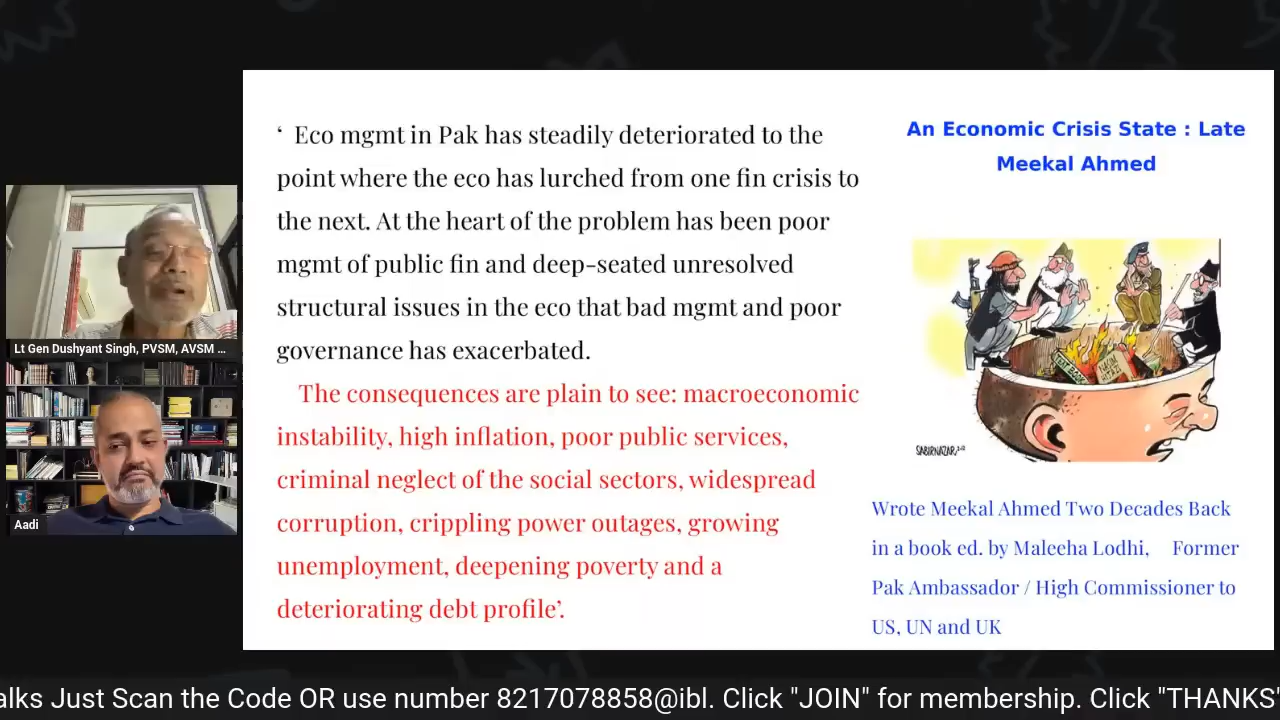 ‘ Eco mgmt in Pak has steadily deteriorated to the
point where the eco has lurched from one fin crisis to
the next. At the heart of the problem has been poor
mgmt of public fin and deep-seated unresolved
structural issues in the eco that bad mgmt and poor
governance has exacerbated.
The consequences are plain to see: macroeconomic
instability, high inflation, poor public services,
criminal neglect of the social sectors, widespread
corruption, crippling power outages, growing
unemployment, deepening poverty and a
deteriorating debt profile’.
An Economic Crisis State : Late
Meekal Ahmed
SABIRNAZAR
Wrote Meekal Ahmed Two Decades Back
in a book ed. by Maleeha Lodhi, Former
Pak Ambassador / High Commissioner to
US, UN and UK
Lt Gen Dushyant Singh, PVSM, AVSM ...
Aadi
alks Just Scan the Code OR use number 8217078858@ibl. Click "JOIN" for membership. Click "THANKS"